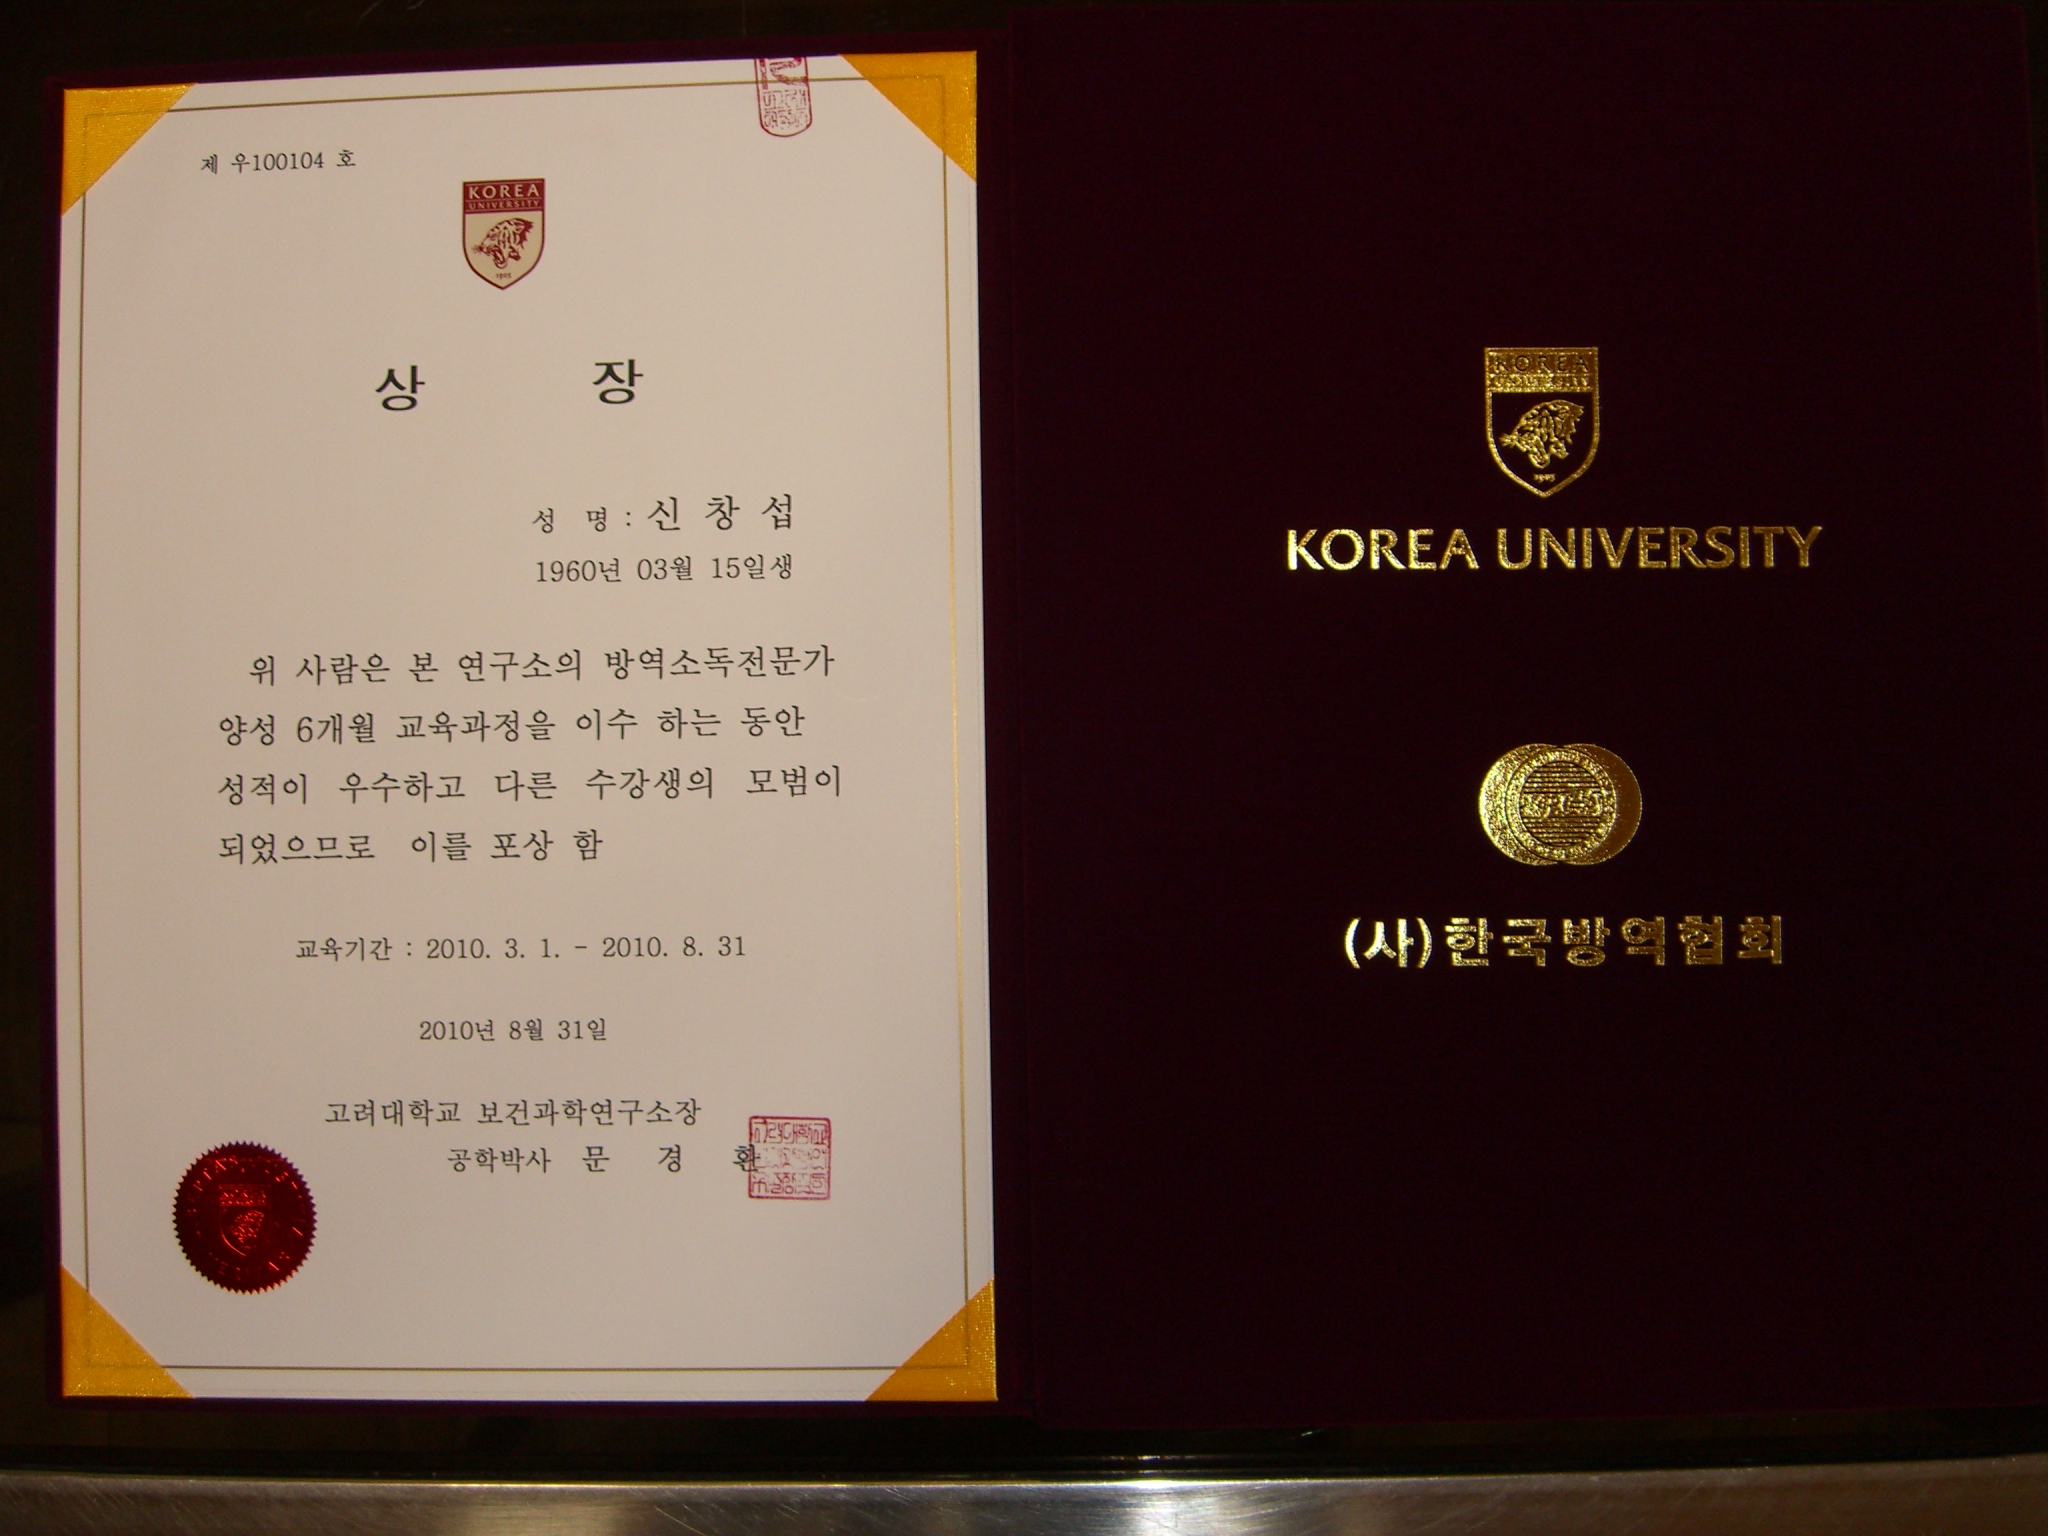 제 우100104 호
KOREA
UNIVERSITY
1905
상 장
성 명 : 신 창 섭
1960년 03월 15일생
위 사람은 본 연구소의 방역소독전문가
양성 6개월 교육과정을 이수 하는 동안
성적이 우수하고 다른 수강생의 모범이
되었으므로 이를 포상 함
교육기간 : 2010. 3. 1. - 2010. 8. 31
2010년 8월 31일
고려대학교 보건과학연구소장
공학박사 문 경 환
KOREA
UNIVERSITY
1905
KOREA UNIVERSITY
(사)한국방역협회